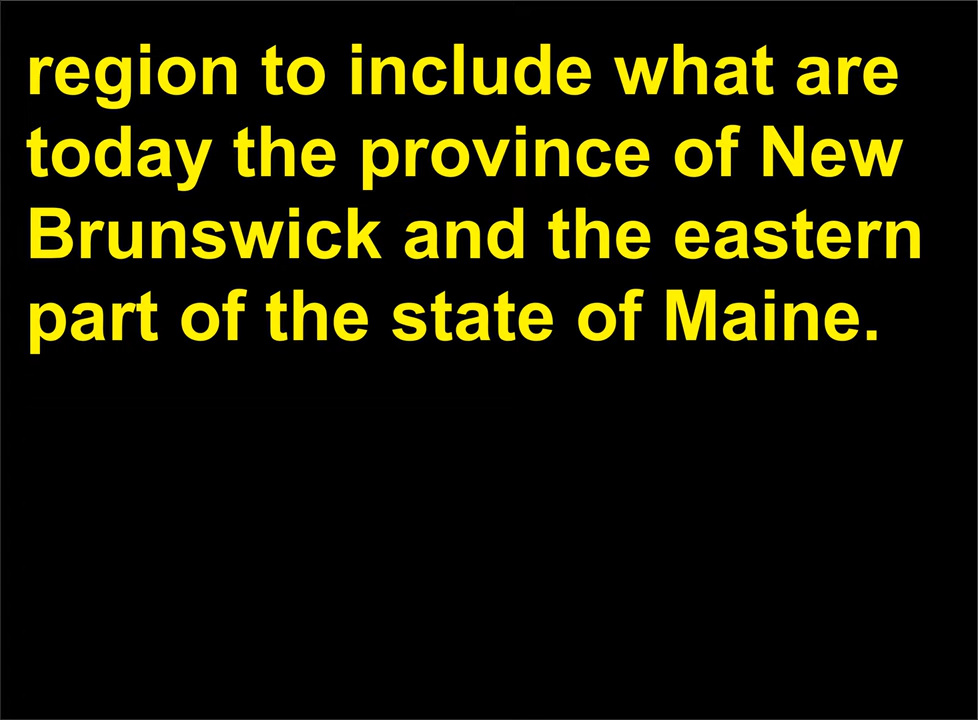 region to include what are
today the province of New
Brunswick and the eastern
part of the state of Maine.